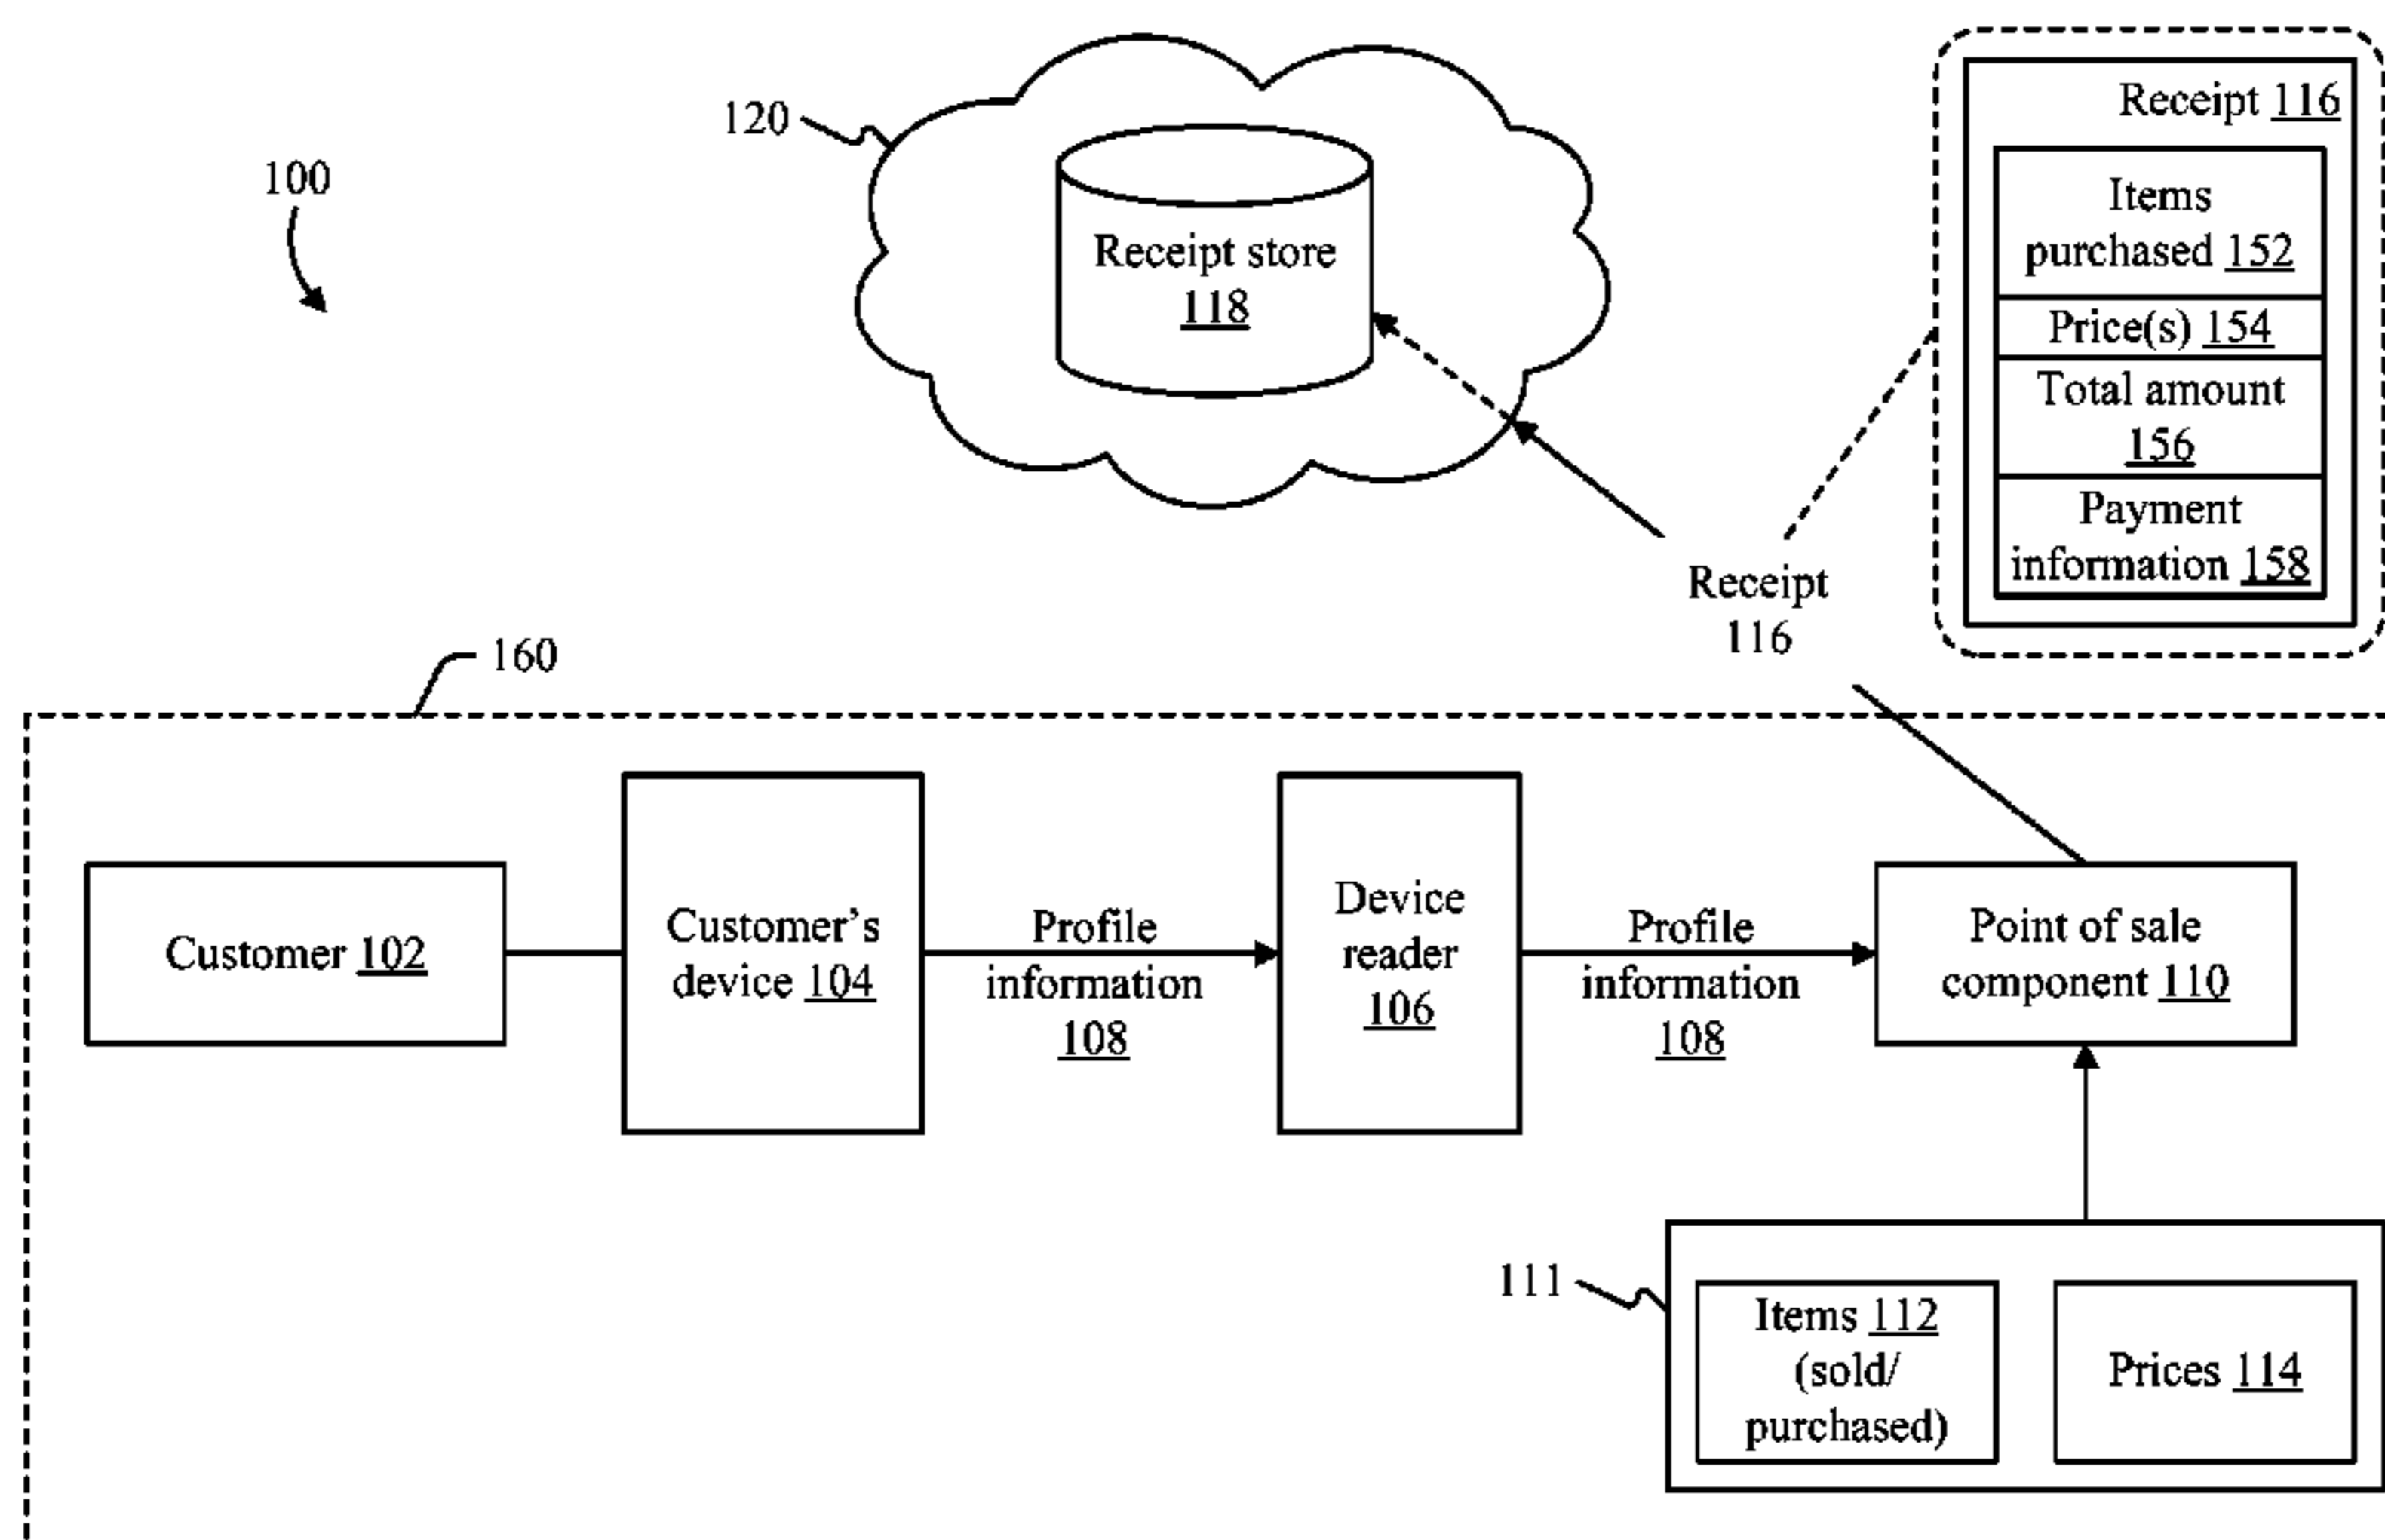 120
100
Receipt store
118
Receipt 116
Items
purchased 152
Price(s) 154
Total amount
156
Payment
information 158
Receipt
116
160
Customer 102
Customer’s
device 104
Profile
information
108
Device
reader
106
Profile
information
108
Point of sale
component 110
111
Items 112
(sold/
purchased)
Prices 114